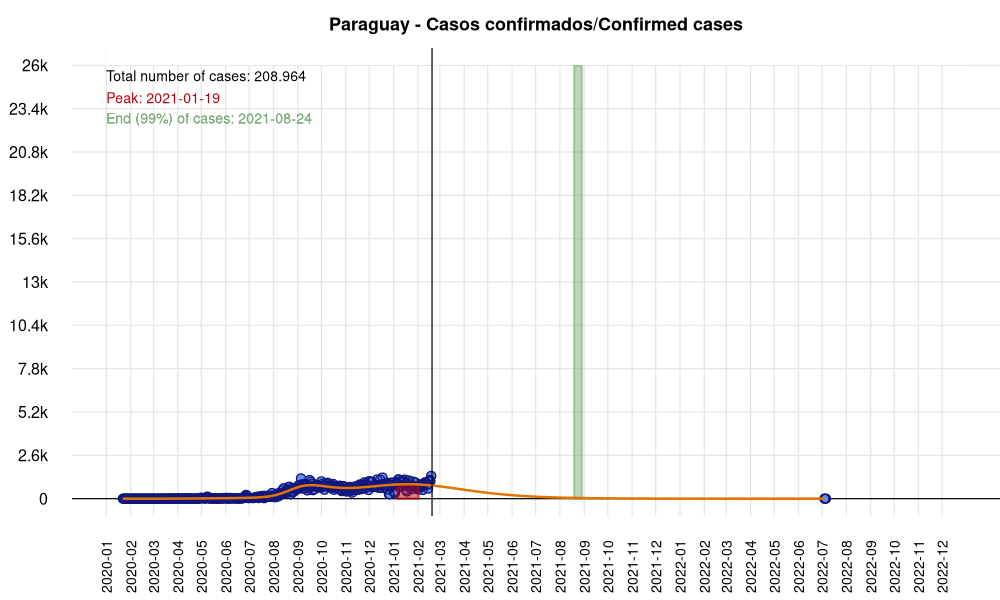 Paraguay - Casos confirmados/Confirmed cases
26k
Total number of cases: 208.964
Peak: 2021-01-19
23.4k
End (99%) of cases: 2021-08-24
20.8k
18.2k
15.6k
13k
10.4k
7.8k
5.2k
2.6k
0
2020-01
2020-02
2020-03
2020-04
2020-05
2020-06
2020-07
2020-08
2020-09
2020-10
2020-11
2020-12
2021-01
2021-02
2021-03
2021-04
2021-05
2021-06
2021-07
2021-08
2021-09
2021-10
2021-11
2021-12
2022-01
2022-02
2022-03
2022-04
2022-05
2022-06
2022-07
2022-08
2022-09
2022-10
2022-11
2022-12